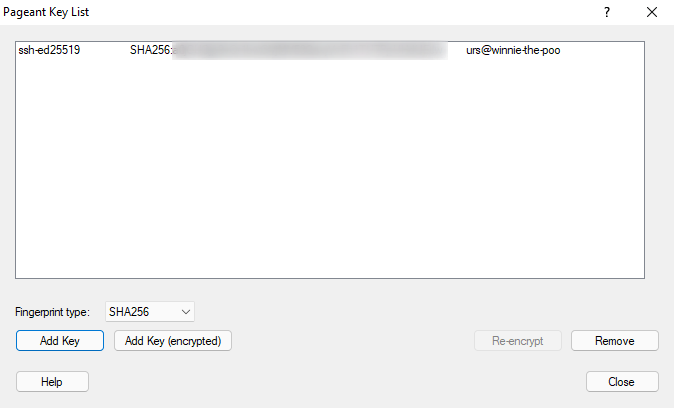 Pageant Key List ?
ssh-ed25519 SHA256: urs@winnie-the-poo
Fingerprint type: SHA256
Add Key Add Key (encrypted) Re-encrypt Remove
Help Close